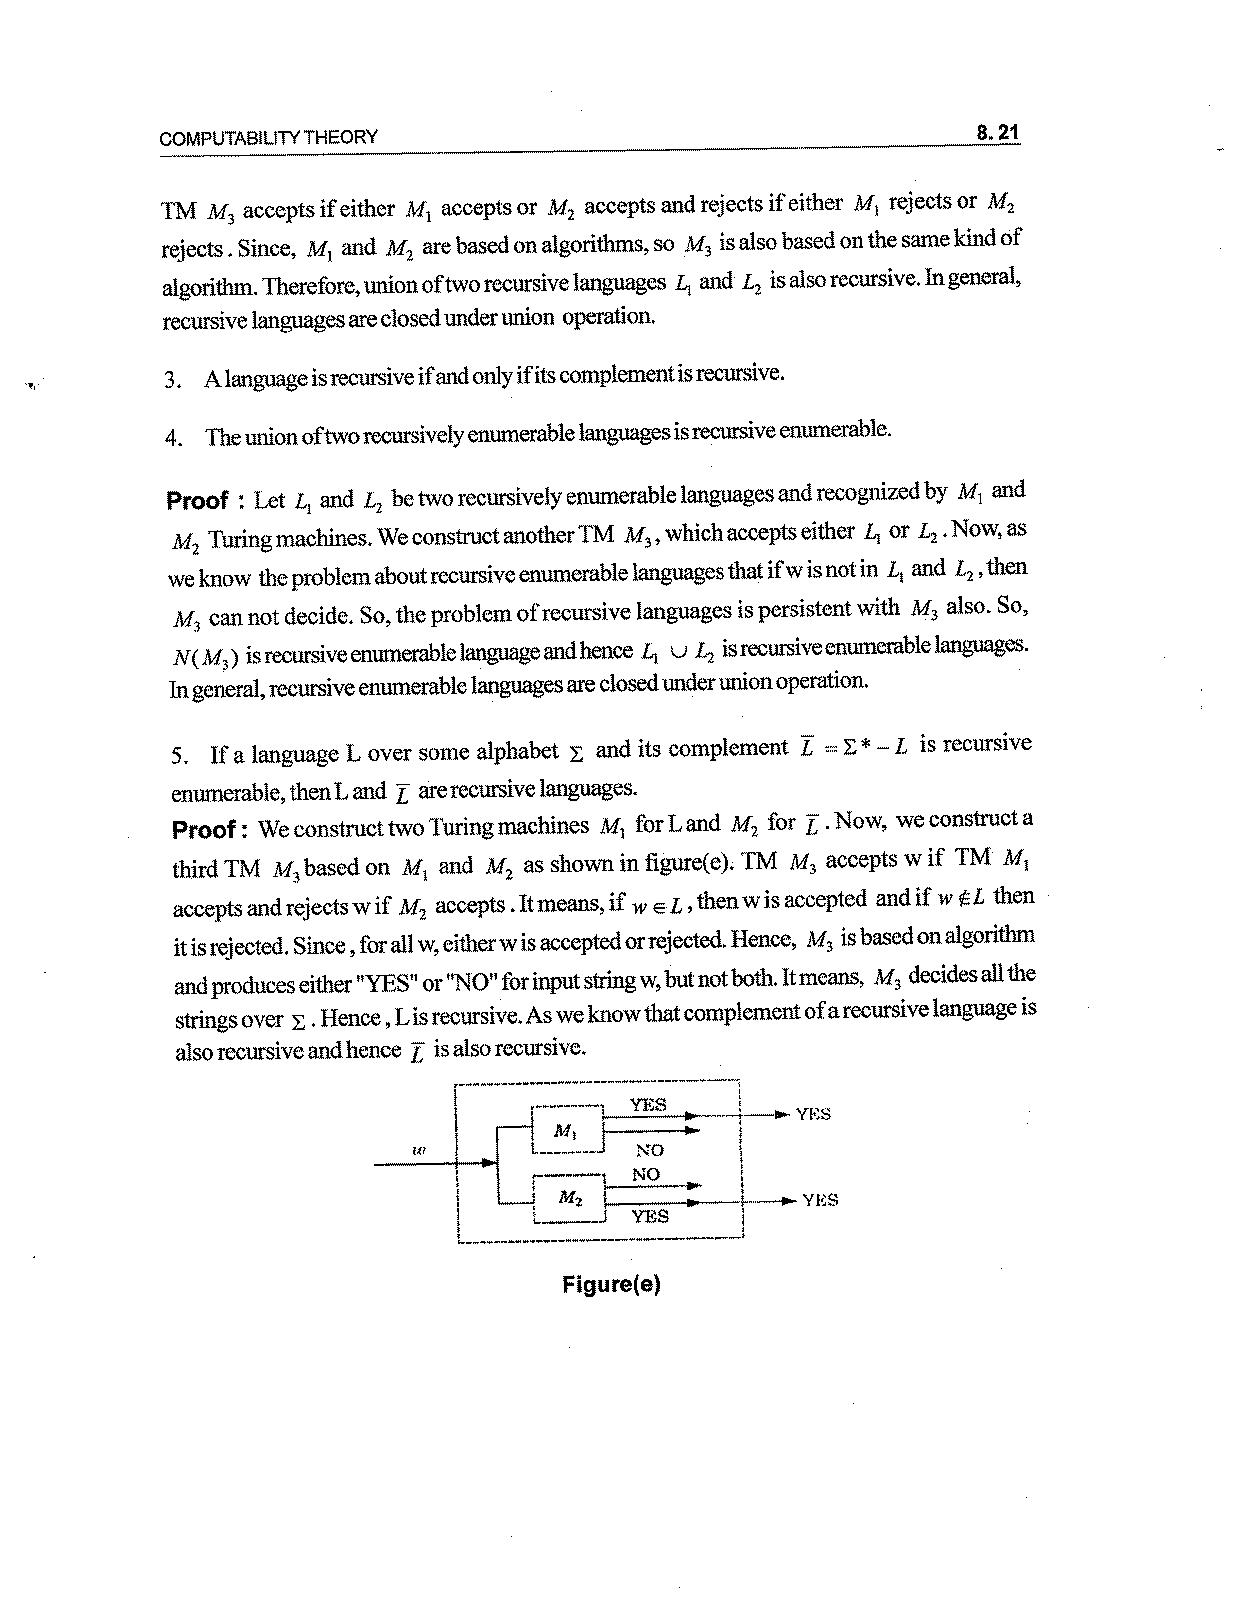 COMPUTABILITY THEORY 8. 21
TM M₃ accepts if either M₁ accepts or M₂ accepts and rejects if either M₁ rejects or M₂
rejects . Since, M₁ and M₂ are based on algorithms, so M₃ is also based on the same kind of
algorithm. Therefore, union of two recursive languages L₁ and L₂ is also recursive. In general,
recursive languages are closed under union operation.
3. A language is recursive if and only if its complement is recursive.
4. The union of two recursively enumerable languages is recursive enumerable.
Proof : Let L₁ and L₂ be two recursively enumerable languages and recognized by M₁ and
M₂ Turing machines. We construct another TM M₃ , which accepts either L₁ or L₂ . Now, as
we know the problem about recursive enumerable languages that if w is not in L₁ and L₂ , then
M₃ can not decide. So, the problem of recursive languages is persistent with M₃ also. So,
N(M₃) is recursive enumerable language and hence L₁ ∪ L₂ is recursive enumerable languages.
In general, recursive enumerable languages are closed under union operation.
5. If a language L over some alphabet Σ and its complement L̅ = Σ* – L is recursive
enumerable, then L and L̅ are recursive languages.
Proof : We construct two Turing machines M₁ for L and M₂ for L̅ . Now, we construct a
third TM M₃ based on M₁ and M₂ as shown in figure(e). TM M₃ accepts w if TM M₁
accepts and rejects w if M₂ accepts . It means, if w ∈ L , then w is accepted and if w ∉ L then
it is rejected. Since , for all w, either w is accepted or rejected. Hence, M₃ is based on algorithm
and produces either "YES" or "NO" for input string w, but not both. It means, M₃ decides all the
strings over Σ . Hence , L is recursive. As we know that complement of a recursive language is
also recursive and hence L̅ is also recursive.
YES
YES
M₁
w
NO
NO
M₂
YES
YES
Figure(e)